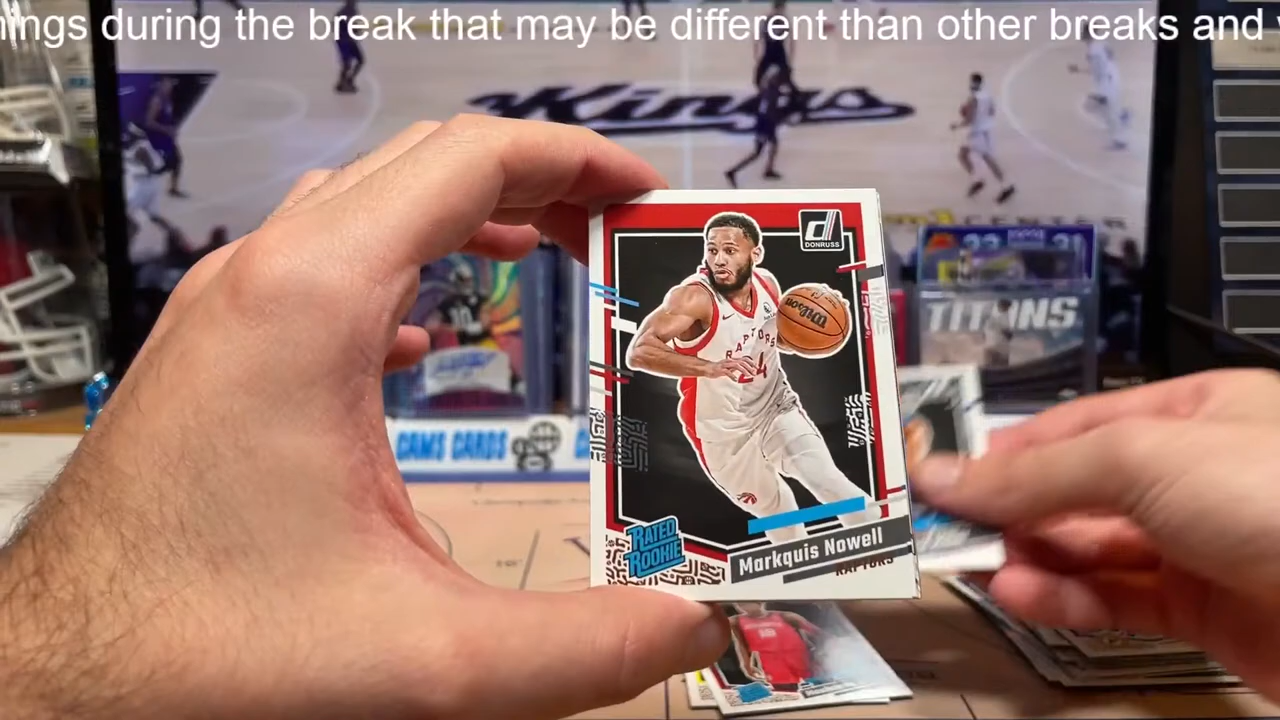 ings during the break that may be different than other breaks and
Kings
DONRUSS
WILSON
RAPTORS
24
TITANS
CAMS CARDS
RATED
ROOKIE
Markquis Nowell
RAPTORS